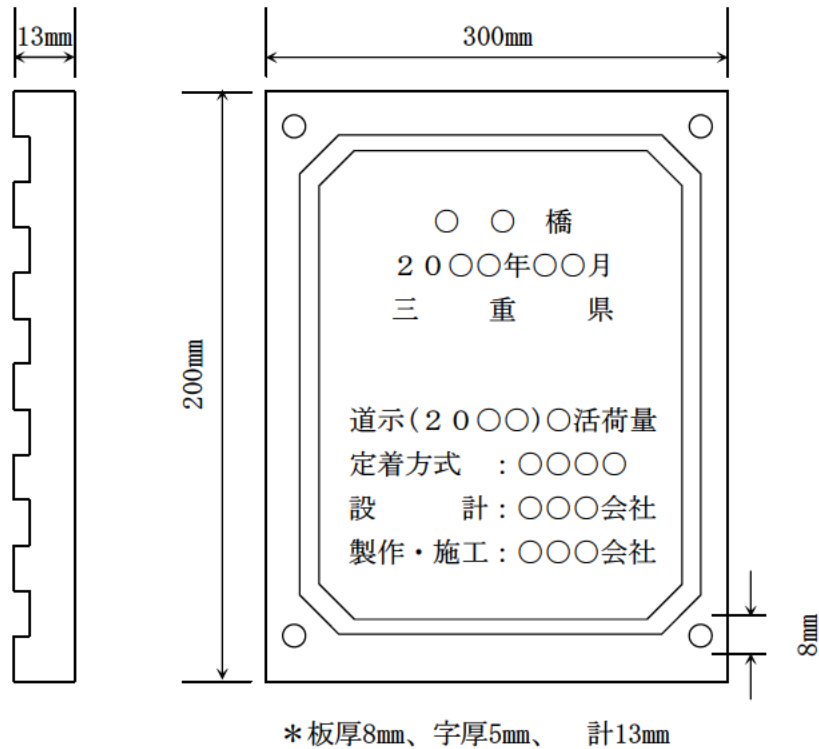 13mm
300mm
200mm
○ ○ 橋
２０○○年○○月
三 重 県
道示(２０○○)○活荷量
定着方式 ：○○○○
設 計：○○○会社
製作・施工：○○○会社
8mm
＊板厚8mm、字厚5mm、 計13mm